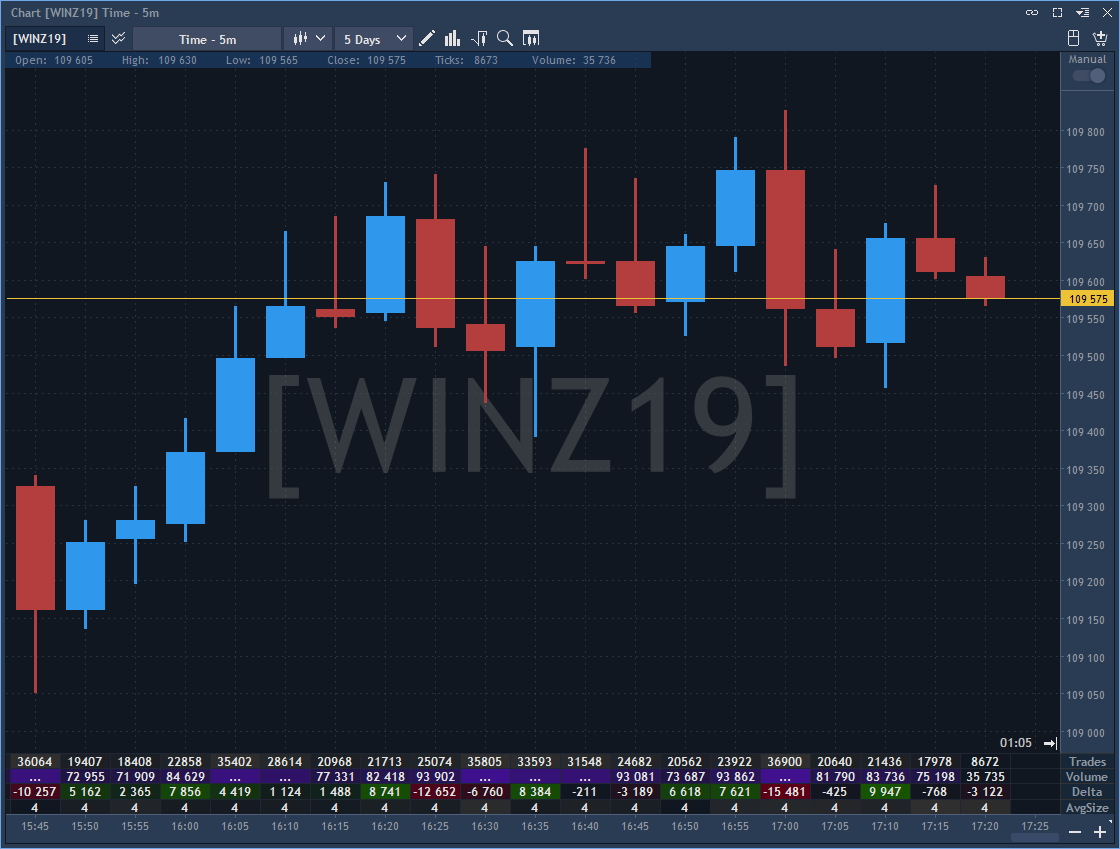 Chart [WINZ19] Time - 5m
[WINZ19] Time - 5m 5 Days
Open: 109 605 High: 109 630 Low: 109 565 Close: 109 575 Ticks: 8673 Volume: 35 736
Manual
109 800
109 750
109 700
109 650
109 600
109 575
109 550
109 500
109 450
109 400
109 350
109 300
109 250
109 200
109 150
109 100
109 050
109 000
[WINZ19]
01:05
36064 19407 18408 22858 35402 28614 20968 21713 25074 35805 33593 31548 24682 20562 23922 36900 20640 21436 17978 8672 Trades
... 72 955 71 909 84 629 ... ... 77 331 82 418 93 902 ... ... ... 93 081 73 687 93 862 ... 81 790 83 736 75 198 35 735 Volume
-10 257 5 162 2 365 7 856 4 419 1 124 1 488 8 741 -12 652 -6 760 8 384 -211 -3 189 6 618 7 621 -15 481 -425 9 947 -768 -3 122 Delta
4 4 4 4 4 4 4 4 4 4 4 4 4 4 4 4 4 4 4 4 AvgSize
15:45 15:50 15:55 16:00 16:05 16:10 16:15 16:20 16:25 16:30 16:35 16:40 16:45 16:50 16:55 17:00 17:05 17:10 17:15 17:20 17:25